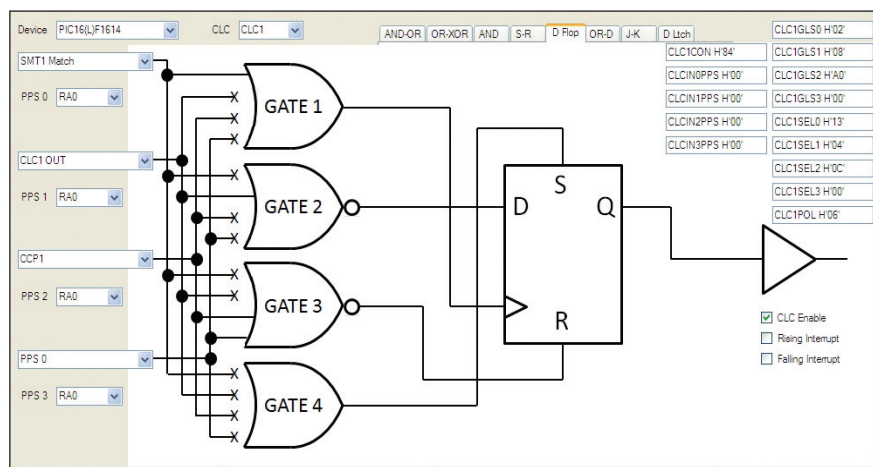 Device PIC16(L)F1614 CLC CLC1
AND-OR OR-XOR AND S-R D Flop OR-D J-K D Ltch
CLC1GLS0 H'02'
SMT1 Match
CLC1CON H'84' CLC1GLS1 H'08'
PPS 0 RA0
CLCIN0PPS H'00' CLC1GLS2 H'A0'
CLCIN1PPS H'00' CLC1GLS3 H'00'
CLCIN2PPS H'00' CLC1SEL0 H'13'
CLCIN3PPS H'00' CLC1SEL1 H'04'
CLC1SEL2 H'0C'
CLC1SEL3 H'00'
CLC1POL H'06'
X
X
X
GATE 1
CLC1 OUT
PPS 1 RA0
X
X
X
GATE 2
CCP1
PPS 2 RA0
X
X
GATE 3
PPS 0
PPS 3 RA0
X
X
X
X
GATE 4
S
D Q
R
CLC Enable
Rising Interrupt
Falling Interrupt